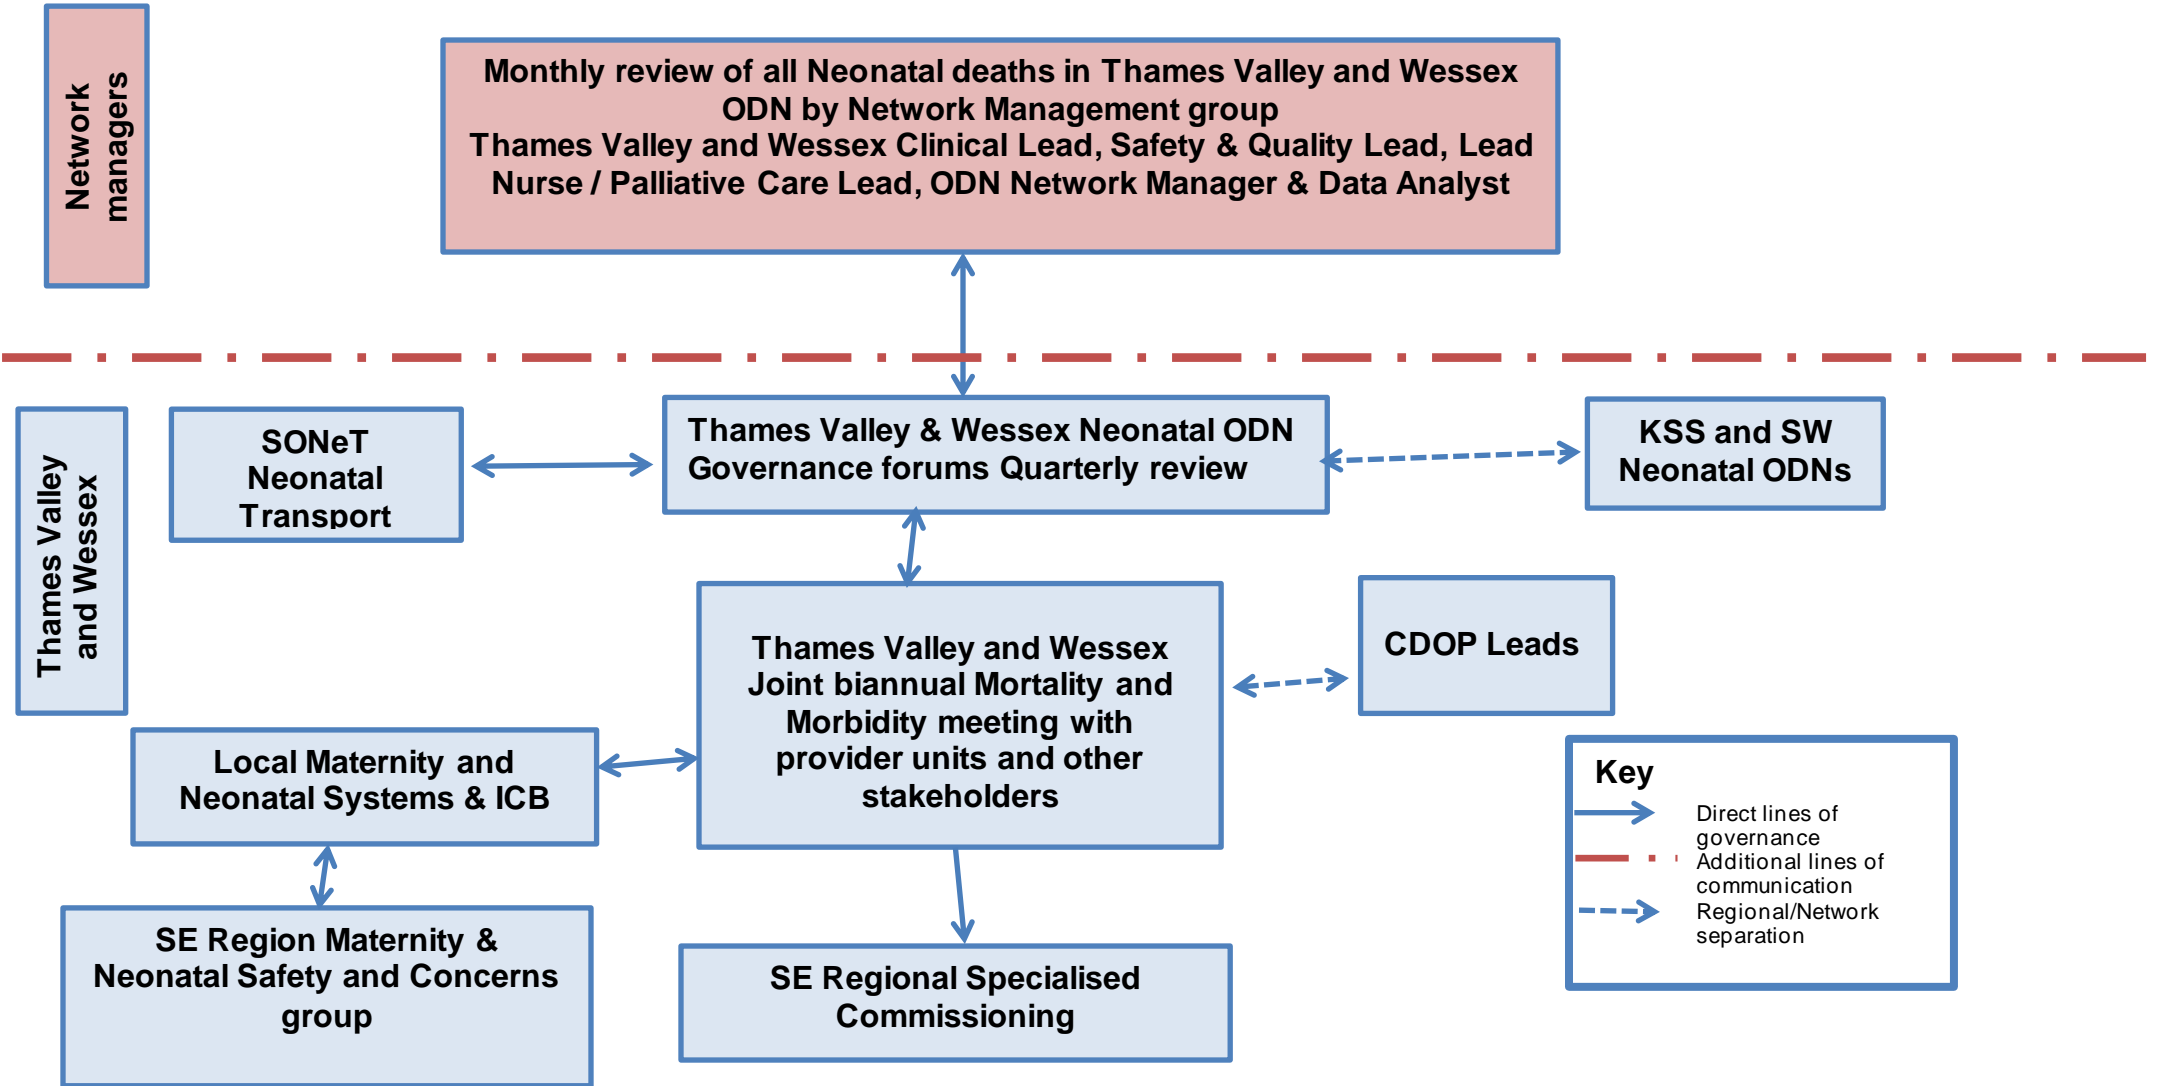 Network
managers
Monthly review of all Neonatal deaths in Thames Valley and Wessex
ODN by Network Management group
Thames Valley and Wessex Clinical Lead, Safety & Quality Lead, Lead
Nurse / Palliative Care Lead, ODN Network Manager & Data Analyst
Thames Valley
and Wessex
SONeT
Neonatal
Transport
Thames Valley & Wessex Neonatal ODN
Governance forums Quarterly review
KSS and SW
Neonatal ODNs
Thames Valley and Wessex
Joint biannual Mortality and
Morbidity meeting with
provider units and other
stakeholders
CDOP Leads
Local Maternity and
Neonatal Systems & ICB
SE Region Maternity &
Neonatal Safety and Concerns
group
SE Regional Specialised
Commissioning
Key
Direct lines of
governance
Additional lines of
communication
Regional/Network
separation